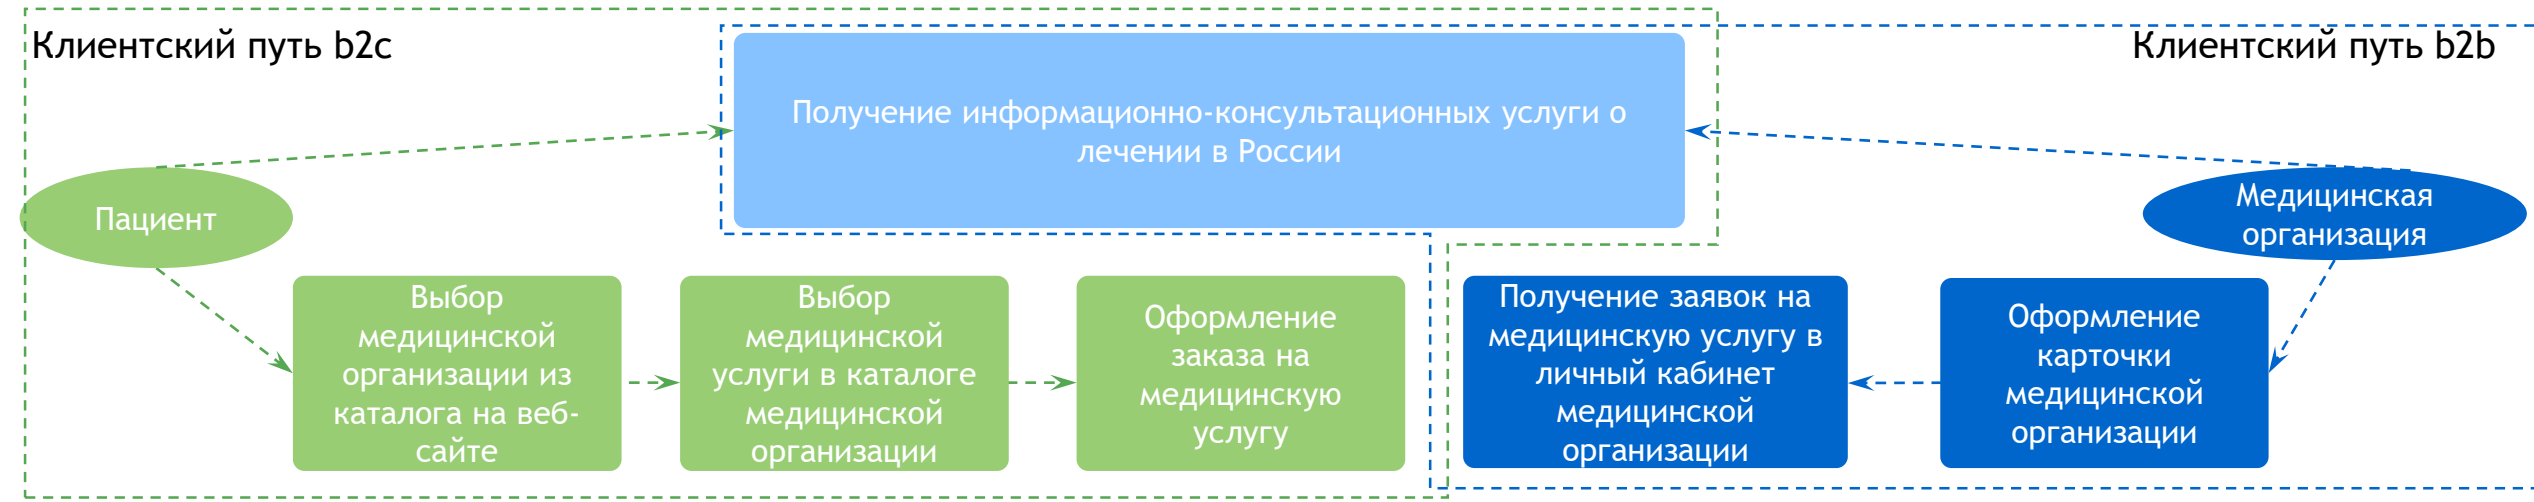 Клиентский путь b2c
Клиентский путь b2b
Получение информационно-консультационных услуги о
лечении в России
Пациент
Медицинская
организация
Выбор
медицинской
организации из
каталога на веб-
сайте
Выбор
медицинской
услуги в каталоге
медицинской
организации
Оформление
заказа на
медицинскую
услугу
Получение заявок на
медицинскую услугу в
личный кабинет
медицинской
организации
Оформление
карточки
медицинской
организации